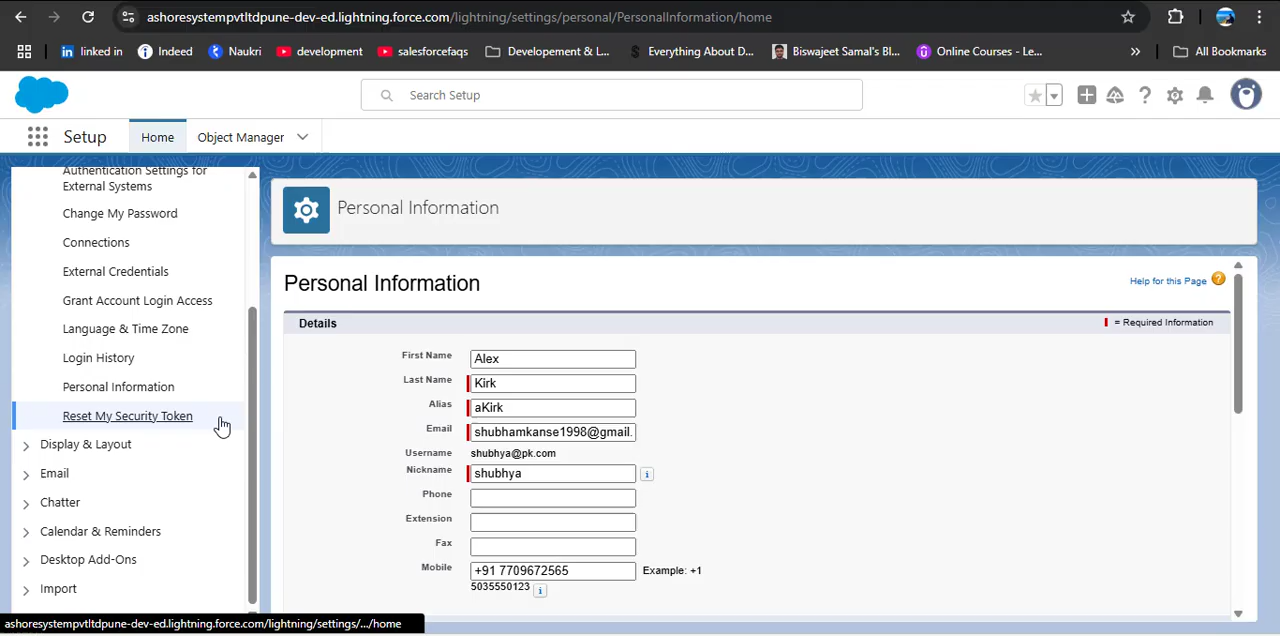 ashoresystempvtltdpune-dev-ed.lightning.force.com/lightning/settings/personal/PersonalInformation/home
linked in
Indeed
Naukri
development
salesforcefaqs
Developement & L...
Everything About D...
Biswajeet Samal's Bl...
Online Courses - Le...
»
All Bookmarks
Search Setup
Setup
Home
Object Manager
Authentication Settings for
External Systems
Change My Password
Connections
External Credentials
Grant Account Login Access
Language & Time Zone
Login History
Personal Information
Reset My Security Token
Display & Layout
Email
Chatter
Calendar & Reminders
Desktop Add-Ons
Import
Personal Information
Personal Information
Help for this Page ?
Details
= Required Information
First Name Alex
Last Name Kirk
Alias aKirk
Email shubhamkanse1998@gmail.
Username shubhya@pk.com
Nickname shubhya i
Phone
Extension
Fax
Mobile +91 7709672565 Example: +1
5035550123 i
ashoresystempvtltdpune-dev-ed.lightning.force.com/lightning/settings/.../home